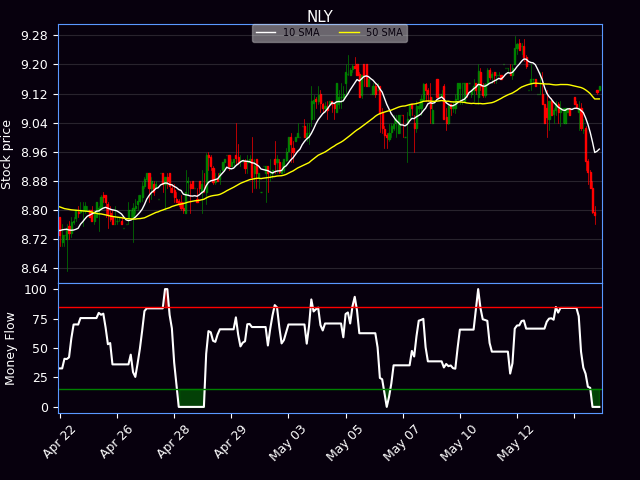 NLY
10 SMA
50 SMA
Stock price
9.28
9.20
9.12
9.04
8.96
8.88
8.80
8.72
8.64
Money Flow
100
75
50
25
0
Apr 22
Apr 26
Apr 28
Apr 29
May 03
May 05
May 07
May 10
May 12